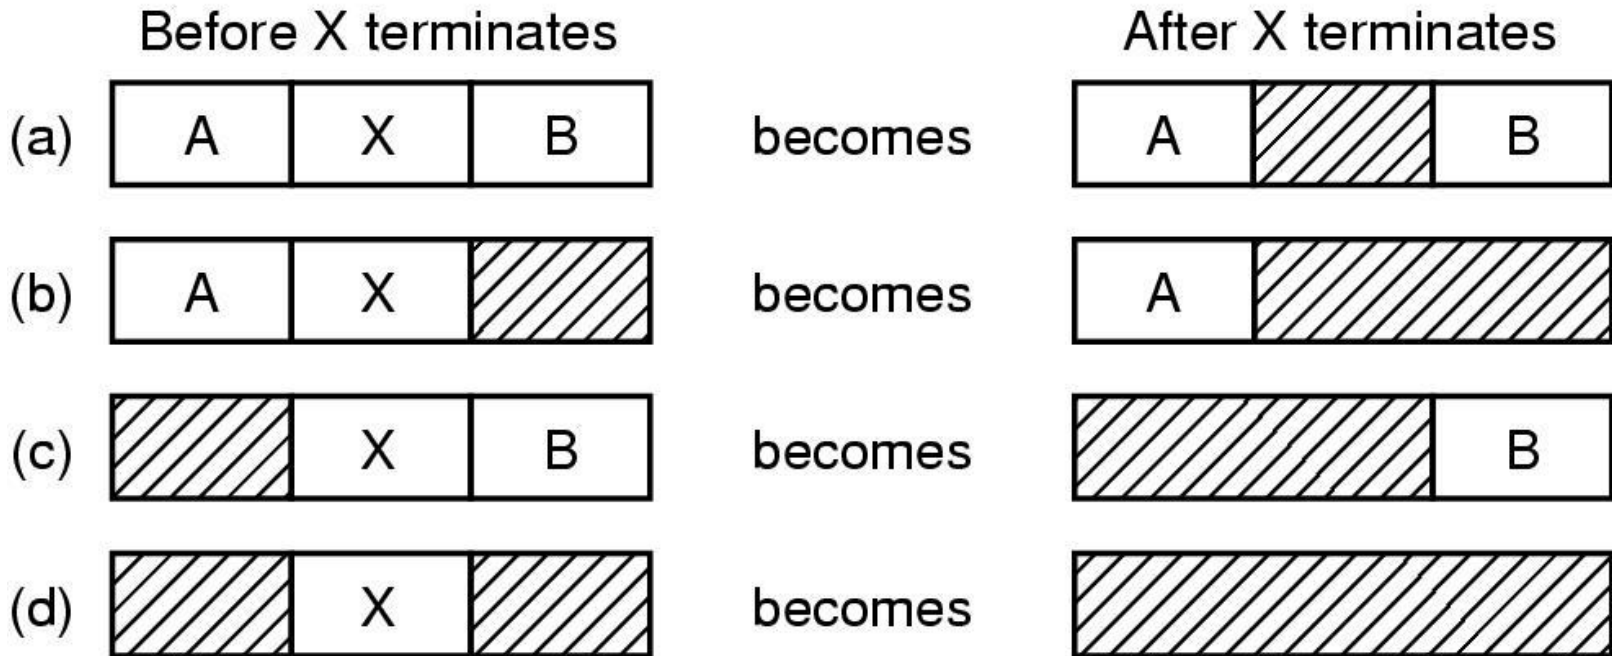 Before X terminates After X terminates
(a) A X B becomes A B
(b) A X becomes A
(c) X B becomes B
(d) X becomes